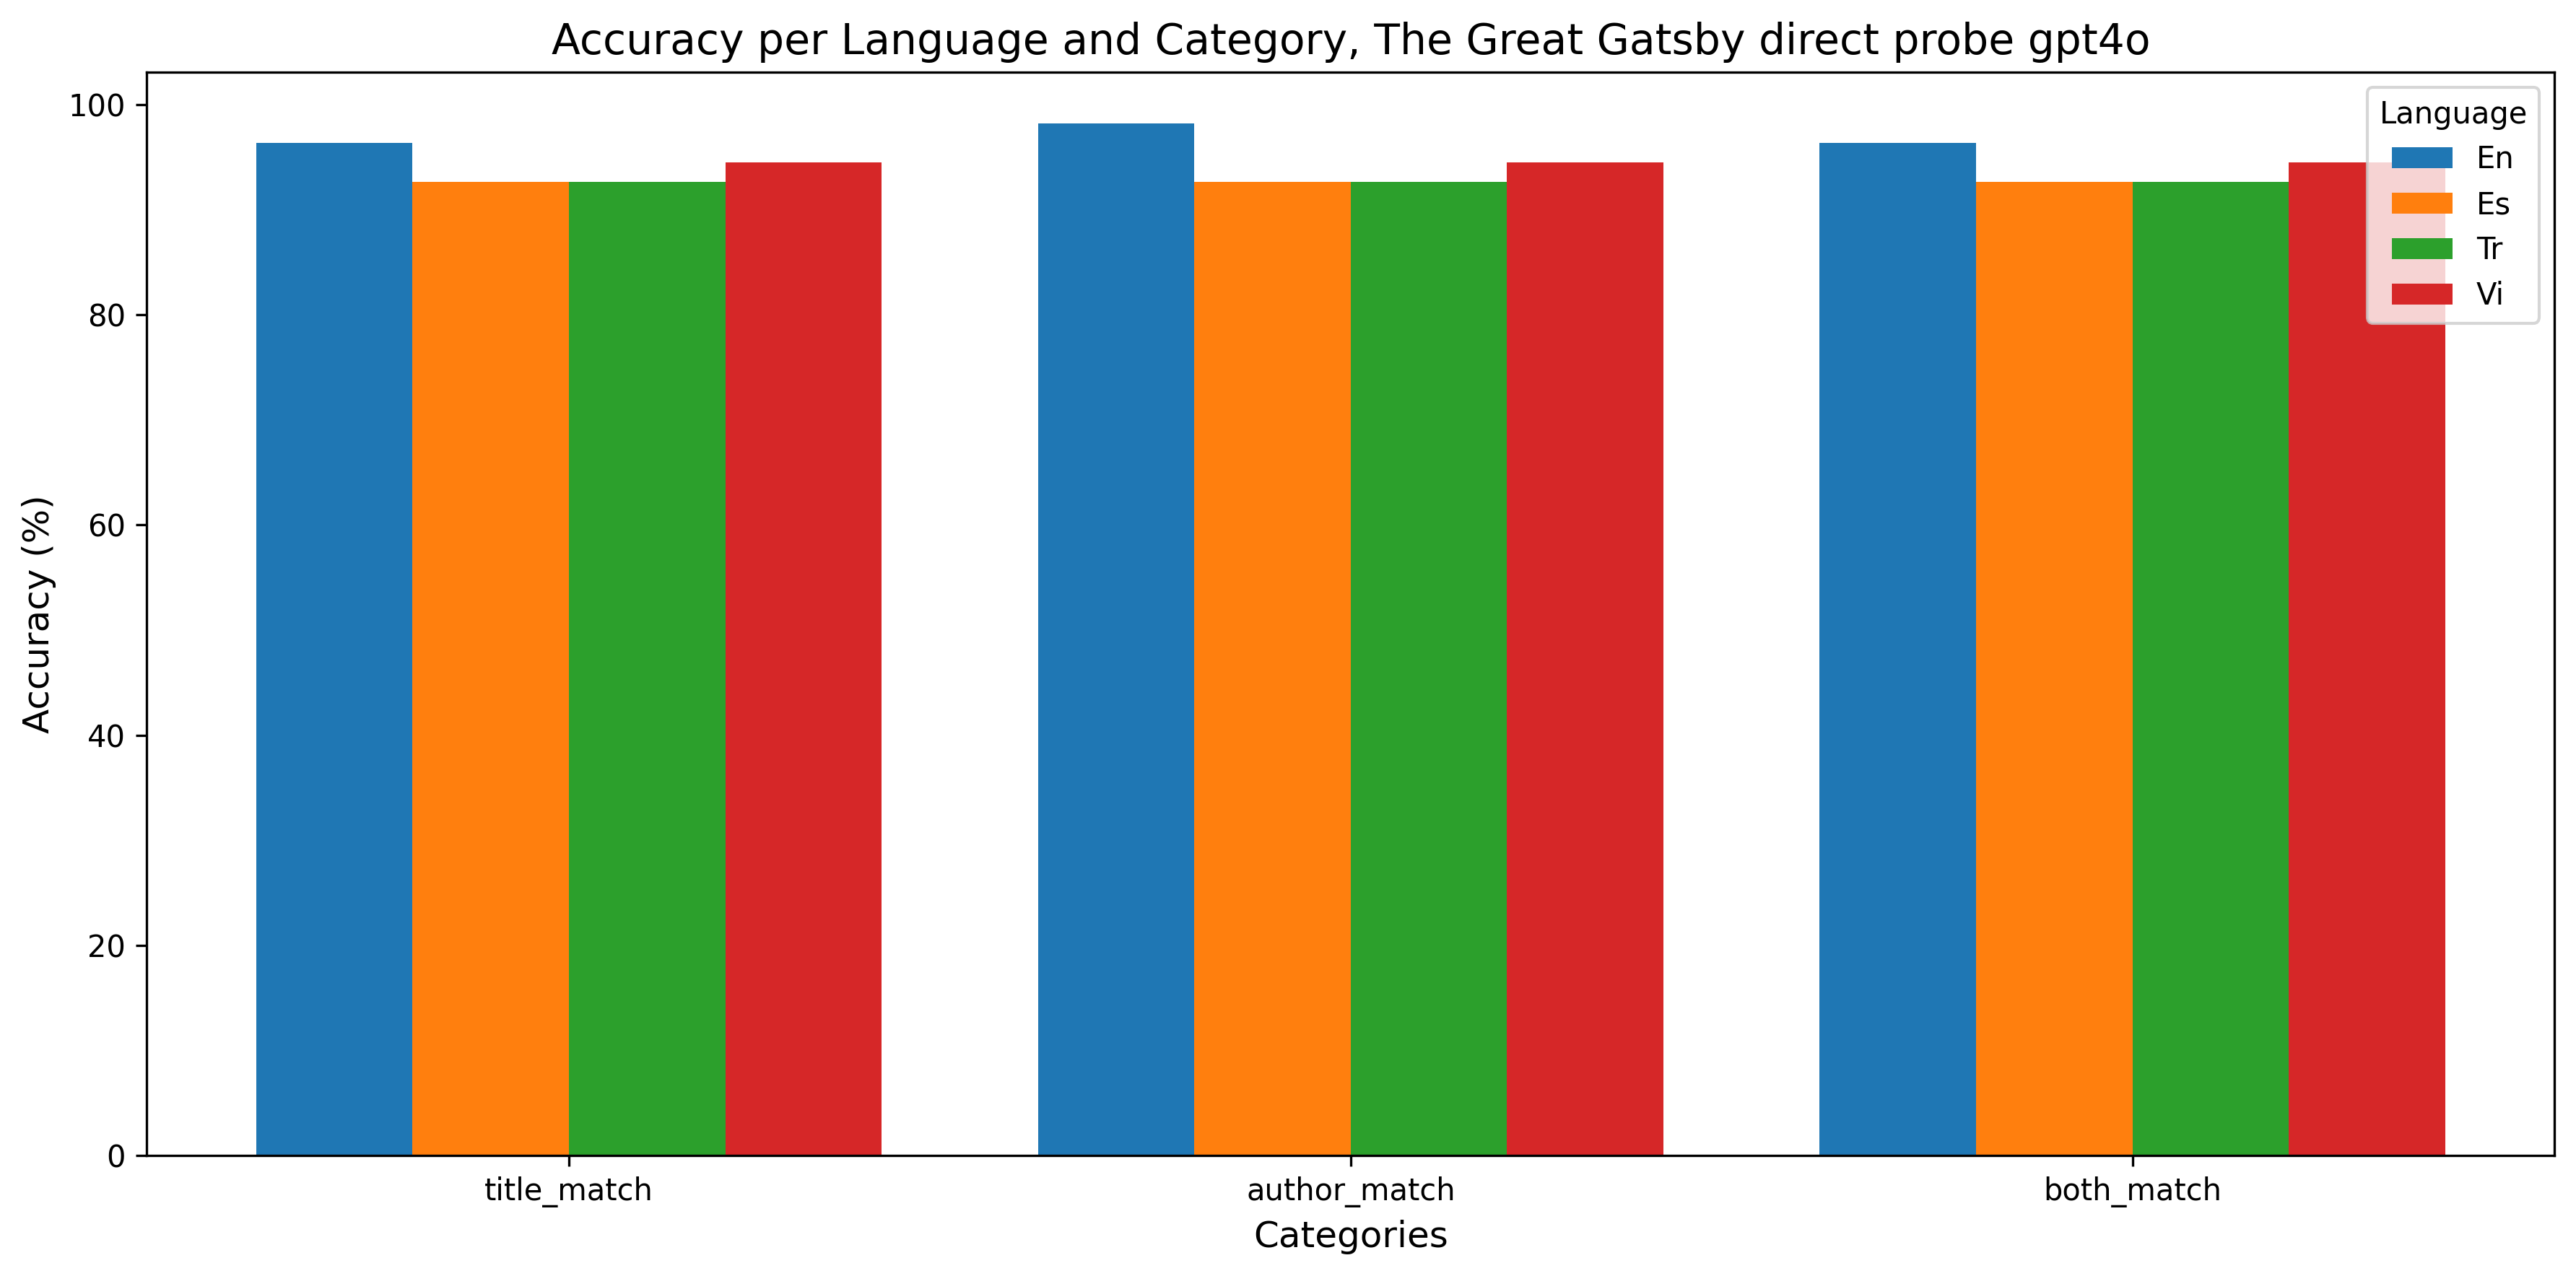 Accuracy per Language and Category, The Great Gatsby direct probe gpt4o
Accuracy (%)
100
80
60
40
20
0
Language
En
Es
Tr
Vi
title_match
author_match
both_match
Categories